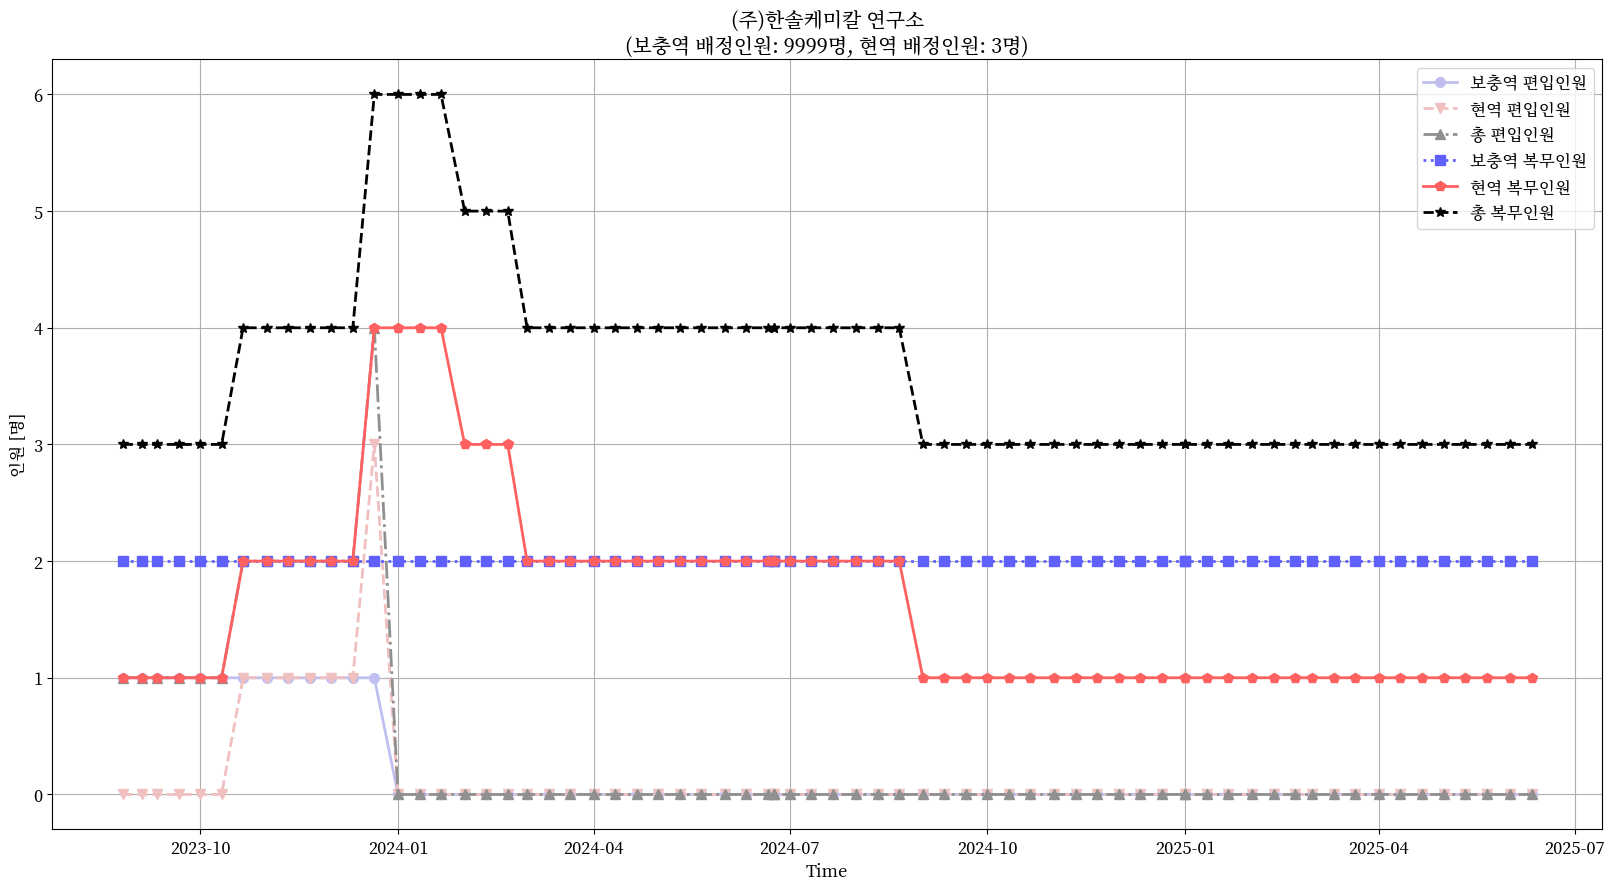 (주)한솔케미칼 연구소
(보충역 배정인원: 9999명, 현역 배정인원: 3명)
보충역 편입인원
현역 편입인원
총 편입인원
보충역 복무인원
현역 복무인원
총 복무인원
인원 [명]
6
5
4
3
2
1
0
2023-10
2024-01
2024-04
2024-07
2024-10
2025-01
2025-04
2025-07
Time